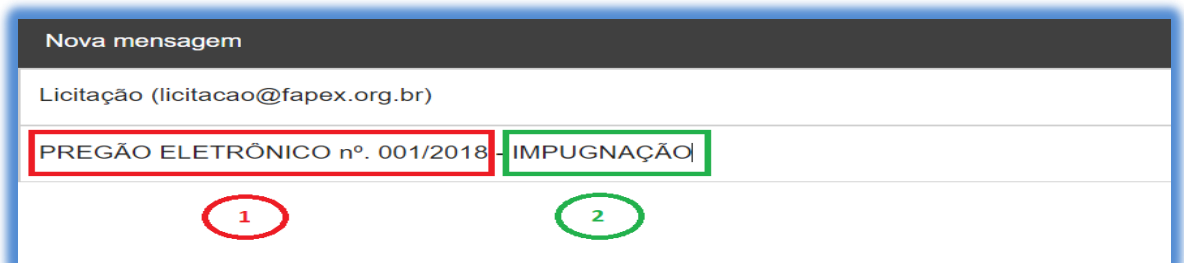 Nova mensagem
Licitação (licitacao@fapex.org.br)
PREGÃO ELETRÔNICO nº. 001/2018 - IMPUGNAÇÃO
1 2